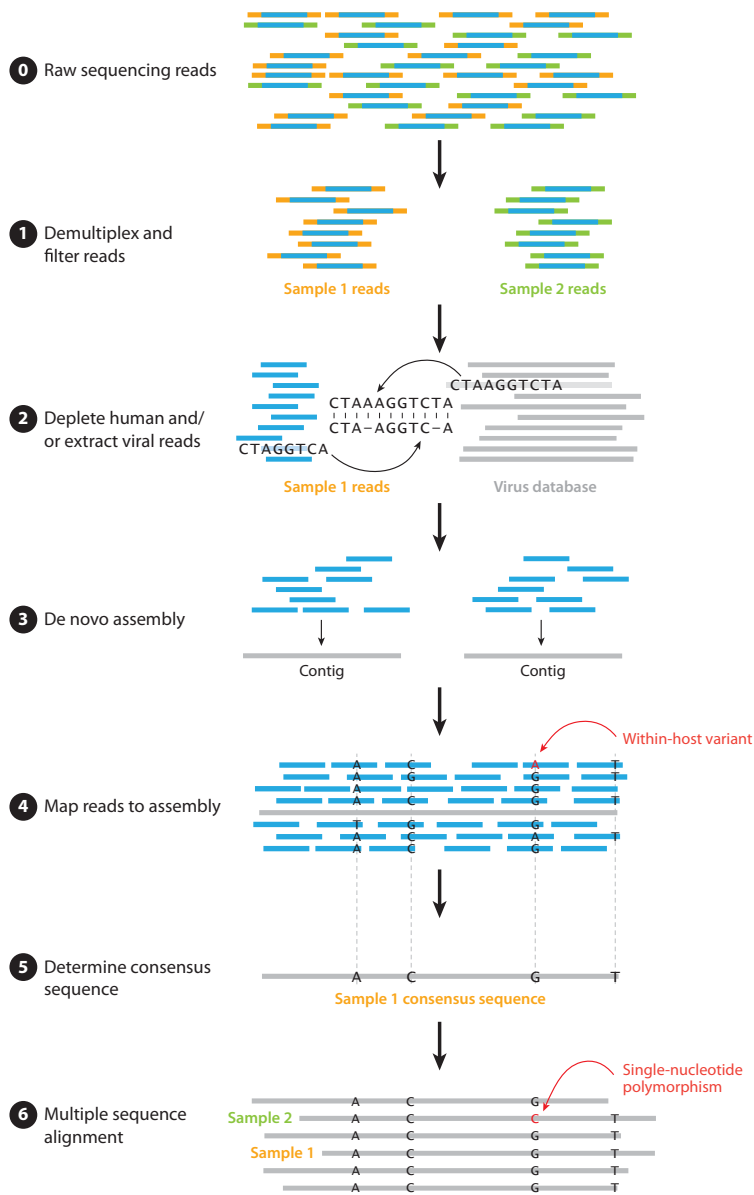 0 Raw sequencing reads
1 Demultiplex and
filter reads
Sample 1 reads
Sample 2 reads
CTAAGGTCTA
CTAAAGGTCTA
2 Deplete human and/
or extract viral reads
CTA–AGGTC–A
CTAGGTCA
Sample 1 reads
Virus database
3 De novo assembly
Contig
Contig
Within-host variant
A C A T
A G G T
A G
4 Map reads to assembly
A C G T
T G G
A C A T
A C G
5 Determine consensus
sequence
A C G T
Sample 1 consensus sequence
Single-nucleotide
polymorphism
A C G
6 Multiple sequence
alignment
Sample 2 A C C T
A C G T
Sample 1 A C G T
A C G T
A C G T